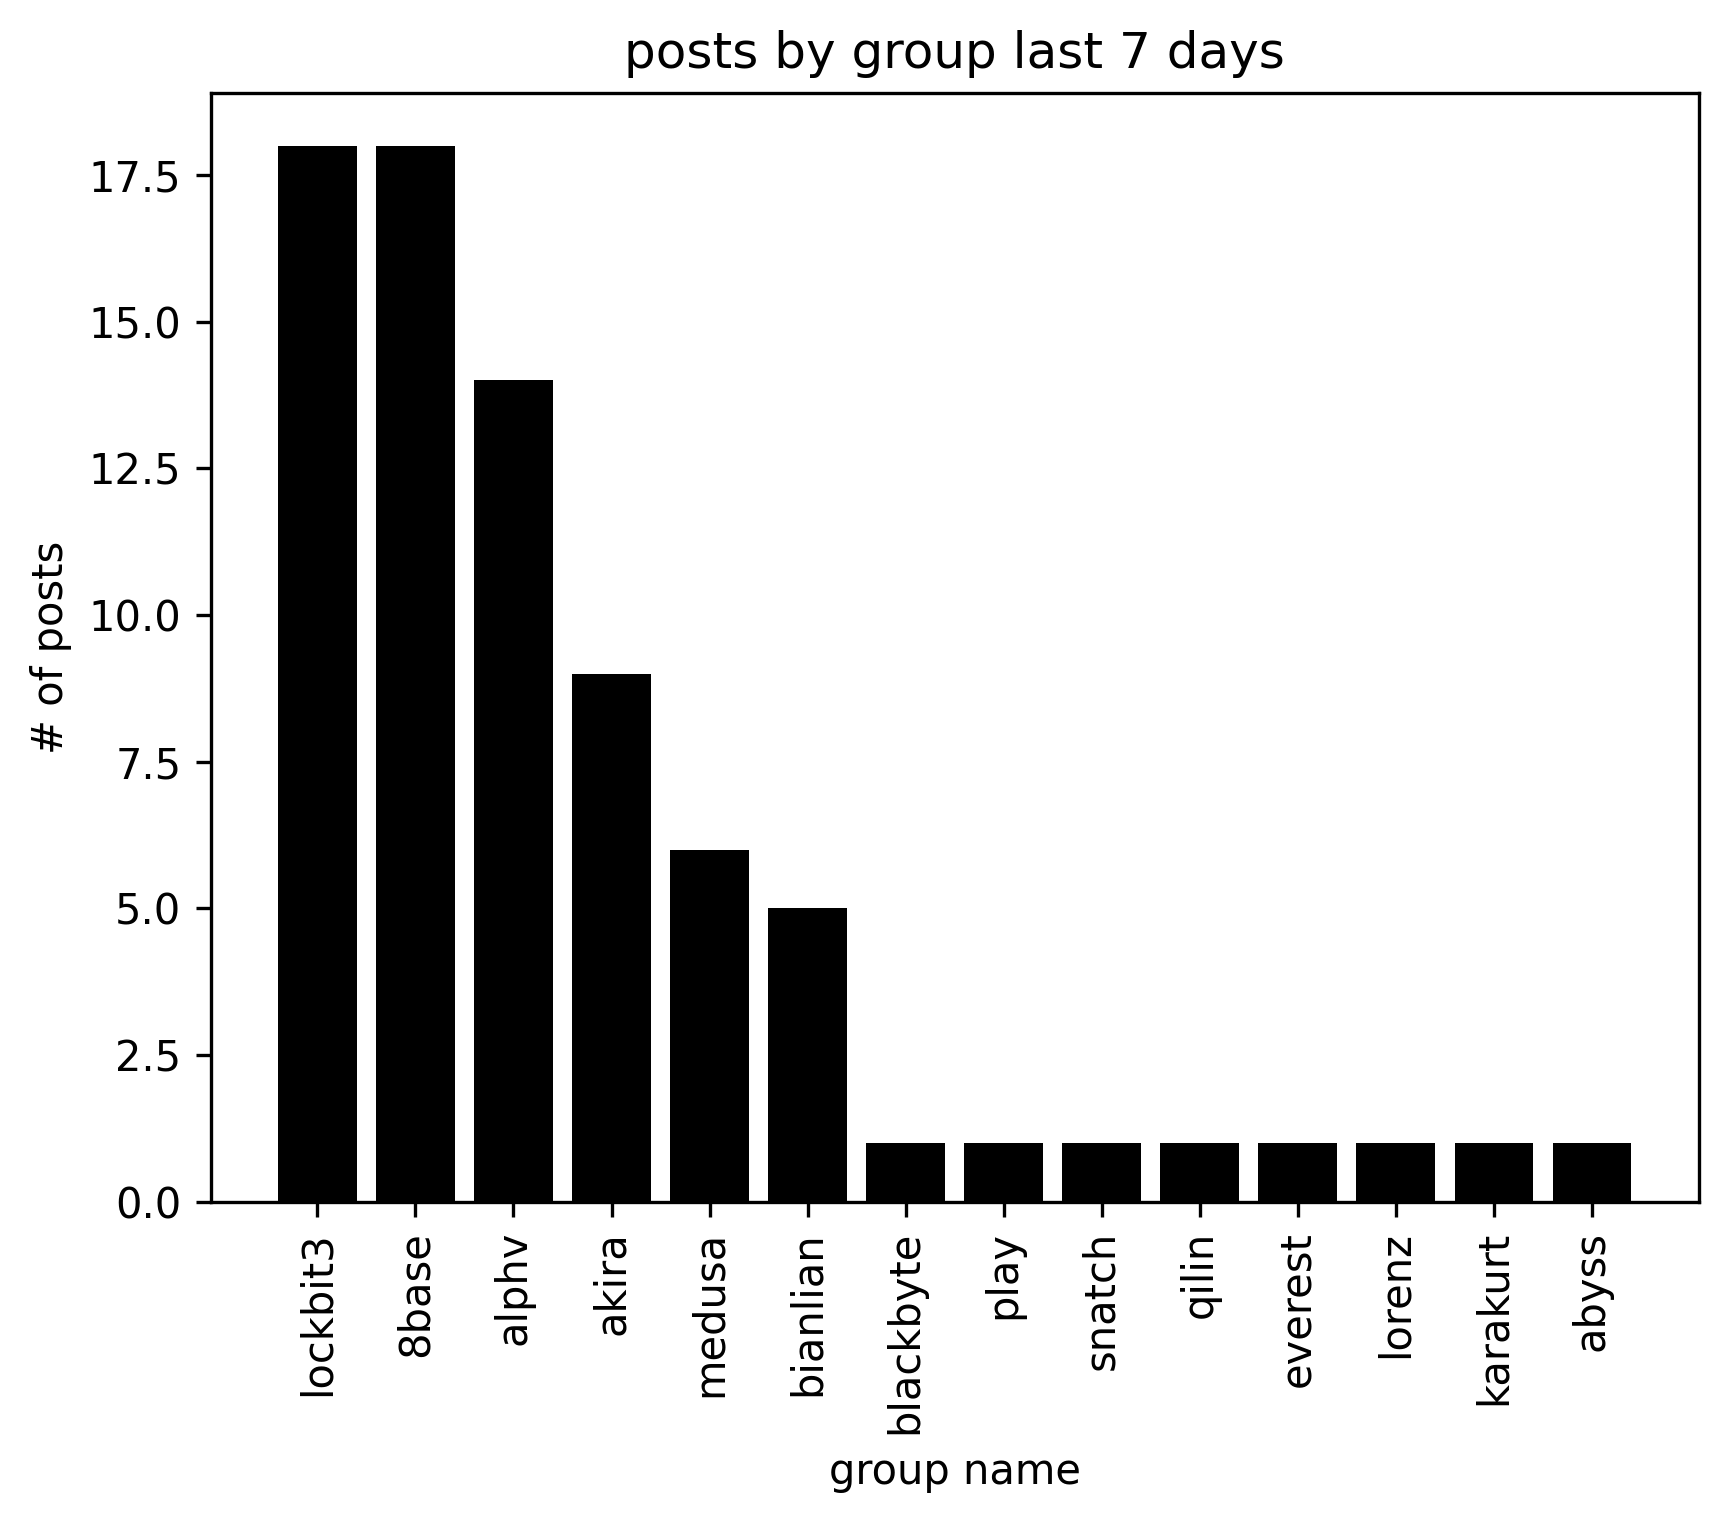 posts by group last 7 days
# of posts
17.5
15.0
12.5
10.0
7.5
5.0
2.5
0.0
lockbit3
8base
alphv
akira
medusa
bianlian
blackbyte
play
snatch
qilin
everest
lorenz
karakurt
abyss
group name